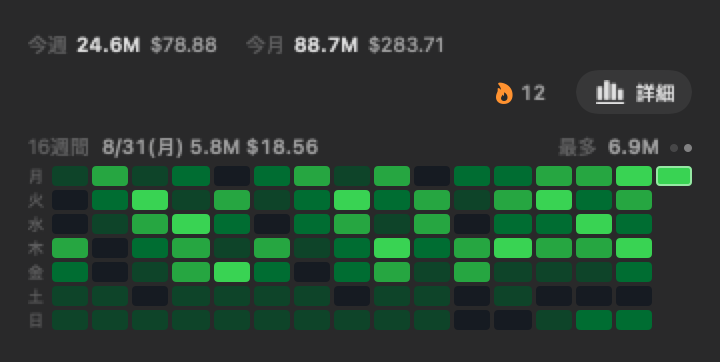 今週 24.6M $78.88 今月 88.7M $283.71
12 詳細
16週間 8/31(月) 5.8M $18.56 最多 6.9M
月
火
水
木
金
土
日